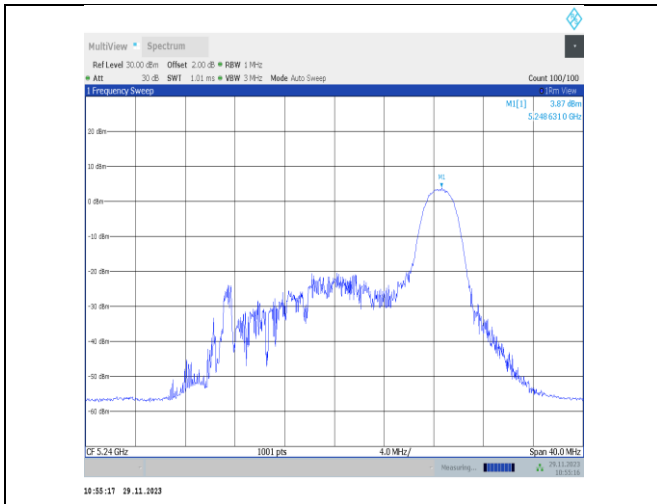 MultiView Spectrum
Ref Level 30.00 dBm Offset 2.00 dB RBW 1 MHz
Att 30 dB SWT 1.01 ms VBW 3 MHz Mode Auto Sweep Count 100/100
1 Frequency Sweep 1Rm View
M1[1] 3.87 dBm
5.2486310 GHz
20 dBm
10 dBm
M1
0 dBm
-10 dBm
-20 dBm
-30 dBm
-40 dBm
-50 dBm
-60 dBm
CF 5.24 GHz 1001 pts 4.0 MHz/ Span 40.0 MHz
Measuring... 29.11.2023
10:55:16
10:55:17 29.11.2023